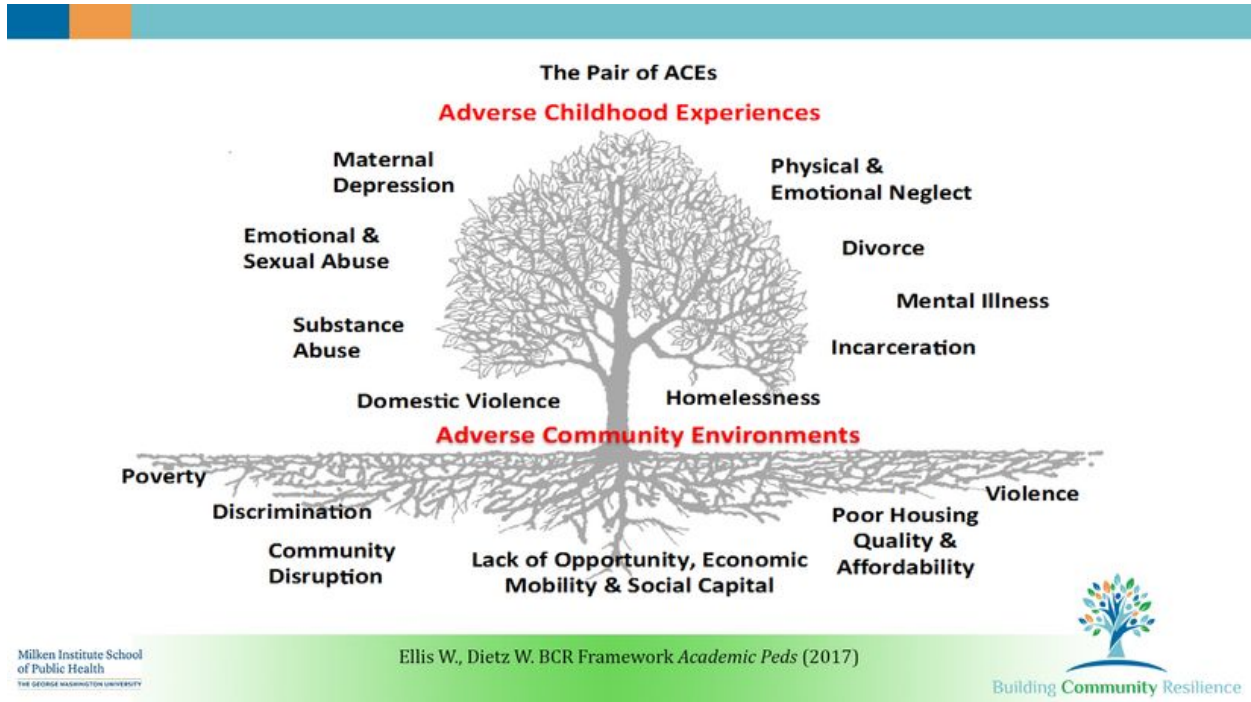 The Pair of ACEs
Adverse Childhood Experiences
Maternal
Depression
Physical &
Emotional Neglect
Emotional &
Sexual Abuse
Divorce
Mental Illness
Substance
Abuse
Incarceration
Domestic Violence
Homelessness
Adverse Community Environments
Poverty
Violence
Discrimination
Poor Housing
Quality &
Affordability
Community
Disruption
Lack of Opportunity, Economic
Mobility & Social Capital
Milken Institute School
of Public Health
THE GEORGE WASHINGTON UNIVERSITY
Ellis W., Dietz W. BCR Framework Academic Peds (2017)
Building Community Resilience